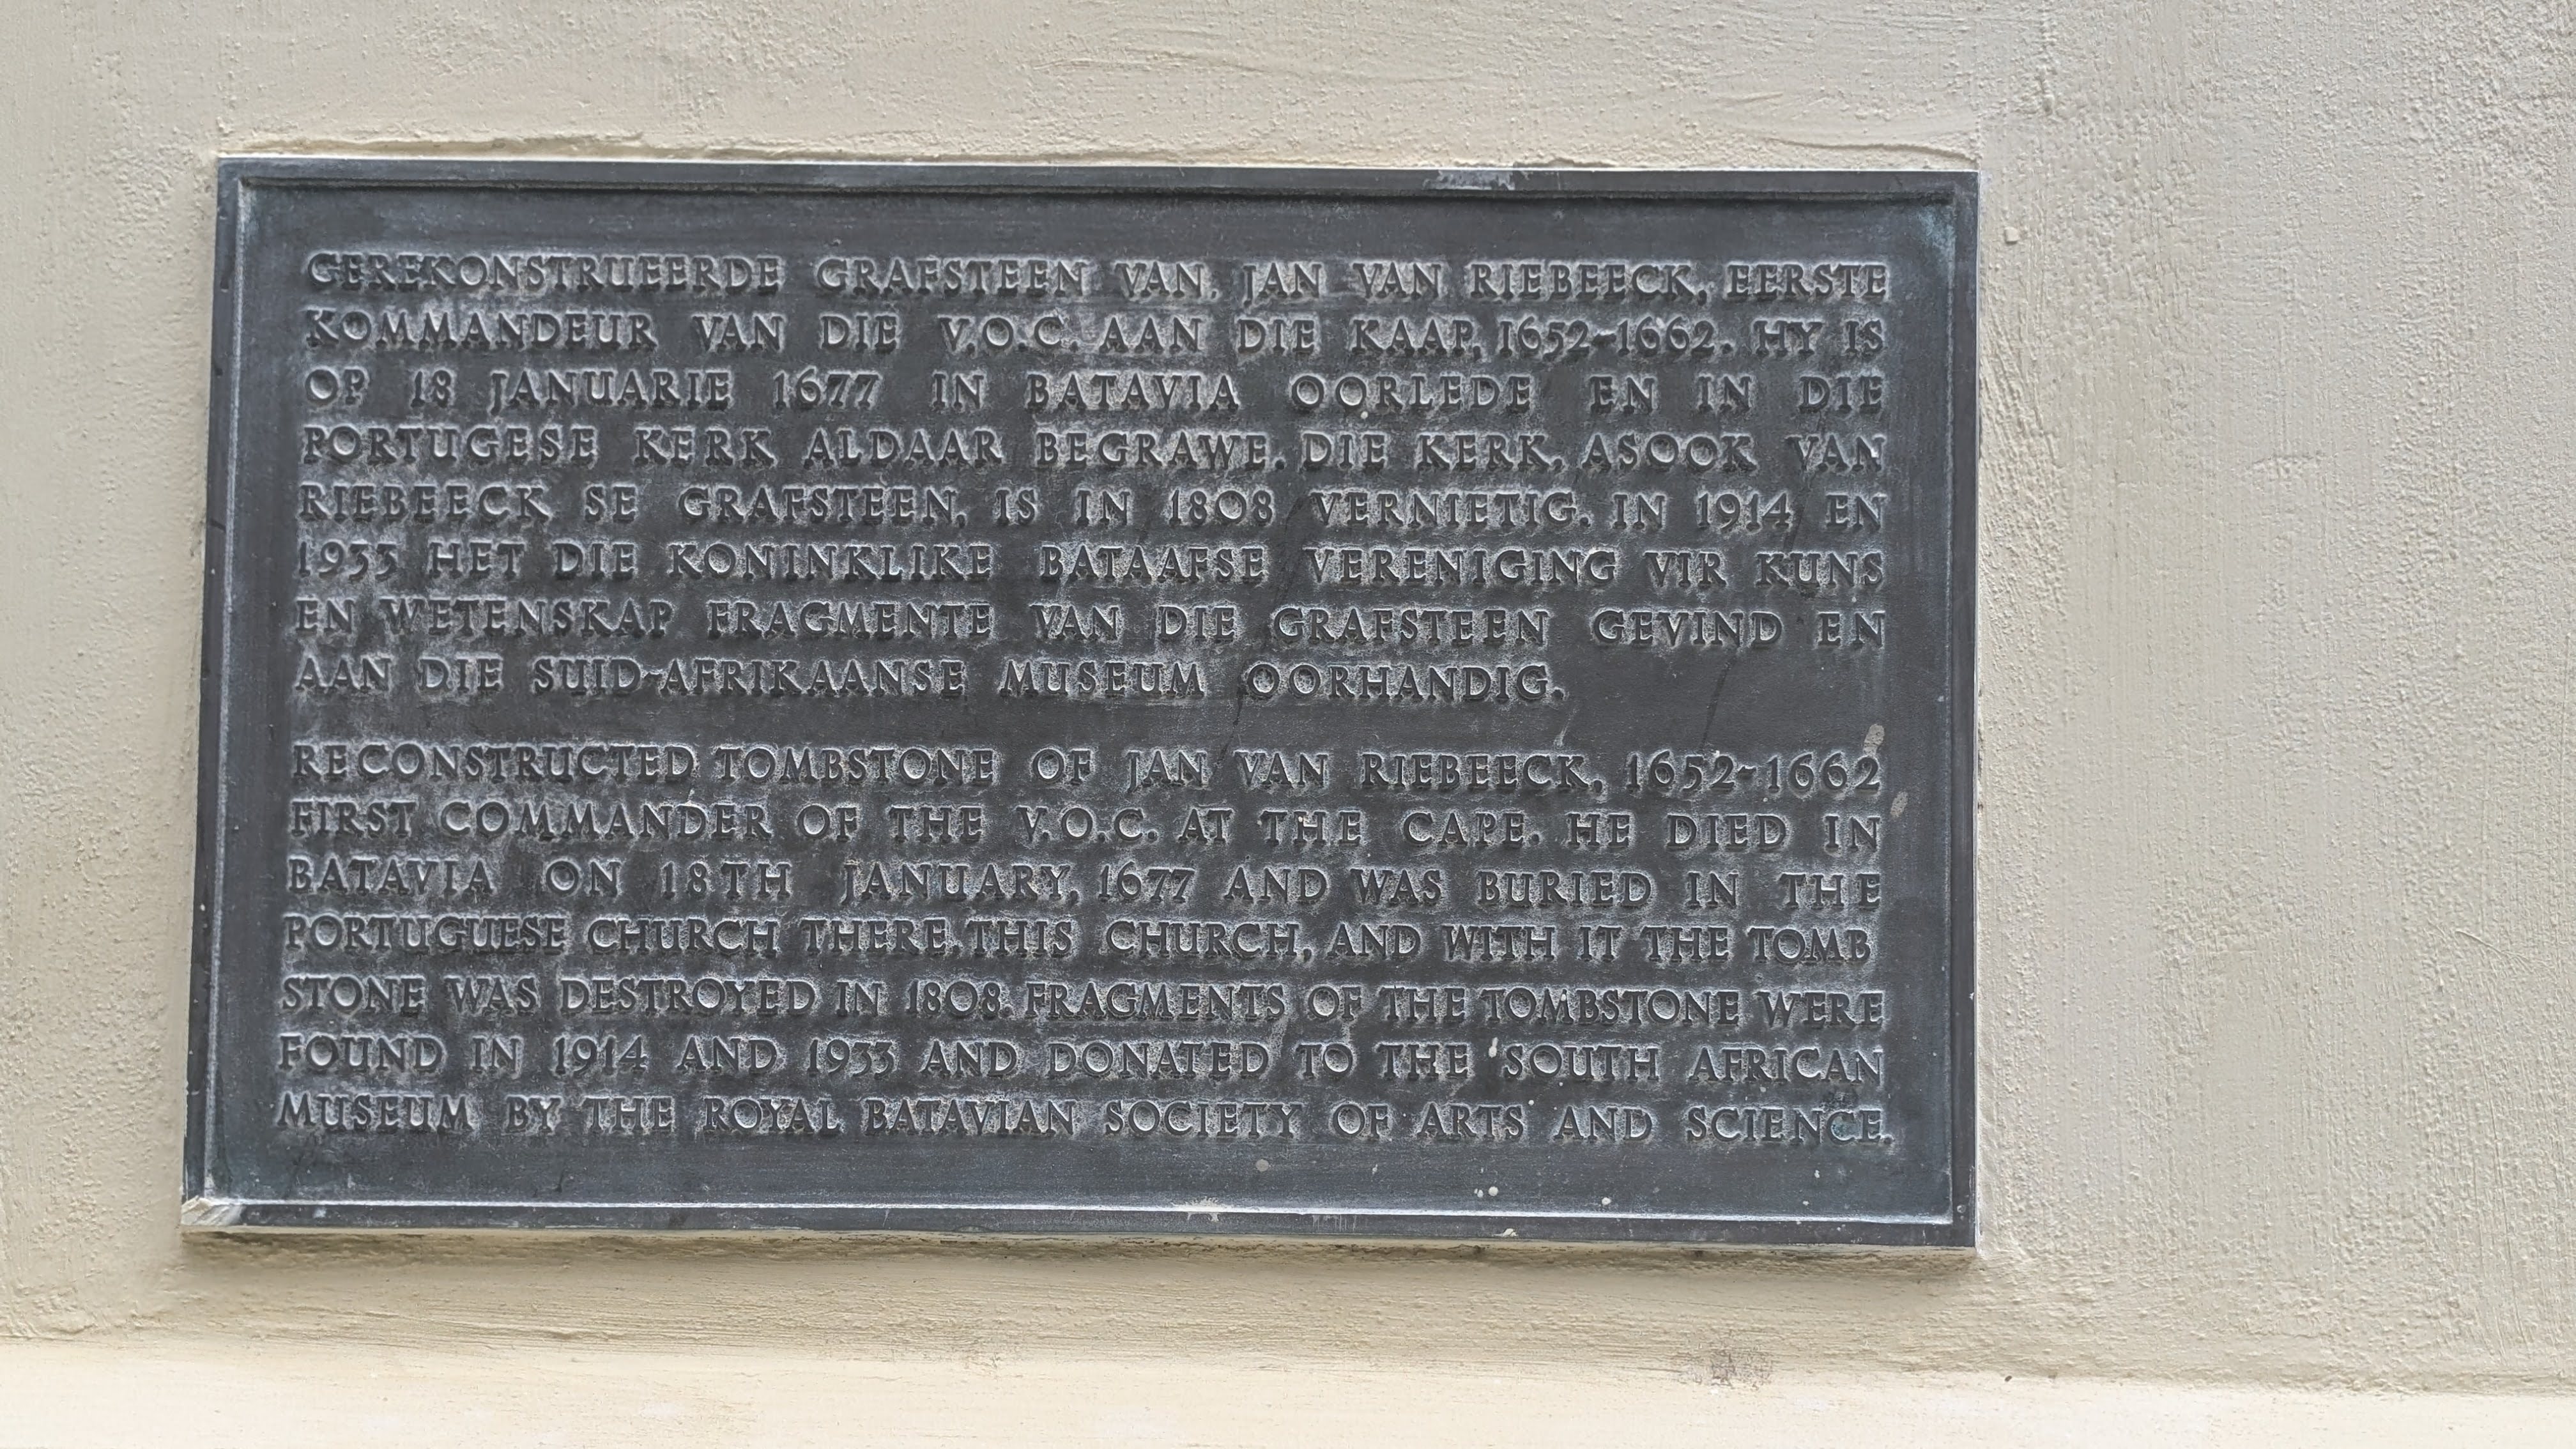 GEREKONSTRUEERDE GRAFSTEEN VAN, JAN VAN RIEBEECK, EERSTE
KOMMANDEUR VAN DIE V.O.C. AAN DIE KAAP, 1652-1662. HY IS
OP 18 JANUARIE 1677 IN BATAVIA OORLEDE EN IN DIE
PORTUGESE KERK ALDAAR BEGRAWE. DIE KERK, ASOOK VAN
RIEBEECK SE GRAFSTEEN, IS IN 1808 VERNIETIG. IN 1914 EN
1933 HET DIE KONINKLIKE BATAAFSE VERENIGING VIR KUNS
EN WETENSKAP FRAGMENTE VAN DIE GRAFSTEEN GEVIND EN
AAN DIE SUID-AFRIKAANSE MUSEUM OORHANDIG.
RECONSTRUCTED TOMBSTONE OF JAN VAN RIEBEECK, 1652-1662
FIRST COMMANDER OF THE V.O.C. AT THE CAPE. HE DIED IN
BATAVIA ON 18TH JANUARY, 1677 AND WAS BURIED IN THE
PORTUGUESE CHURCH THERE. THIS CHURCH, AND WITH IT THE TOMB
STONE WAS DESTROYED IN 1808. FRAGMENTS OF THE TOMBSTONE WERE
FOUND IN 1914 AND 1933 AND DONATED TO THE SOUTH AFRICAN
MUSEUM BY THE ROYAL BATAVIAN SOCIETY OF ARTS AND SCIENCE.